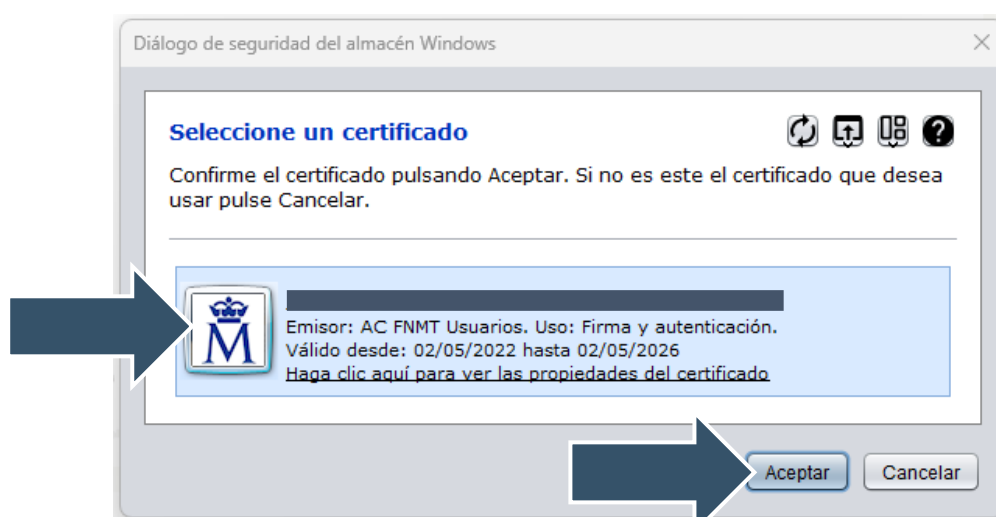 Diálogo de seguridad del almacén Windows
Seleccione un certificado
Confirme el certificado pulsando Aceptar. Si no es este el certificado que desea
usar pulse Cancelar.
M
Emisor: AC FNMT Usuarios. Uso: Firma y autenticación.
Válido desde: 02/05/2022 hasta 02/05/2026
Haga clic aquí para ver las propiedades del certificado
Aceptar
Cancelar